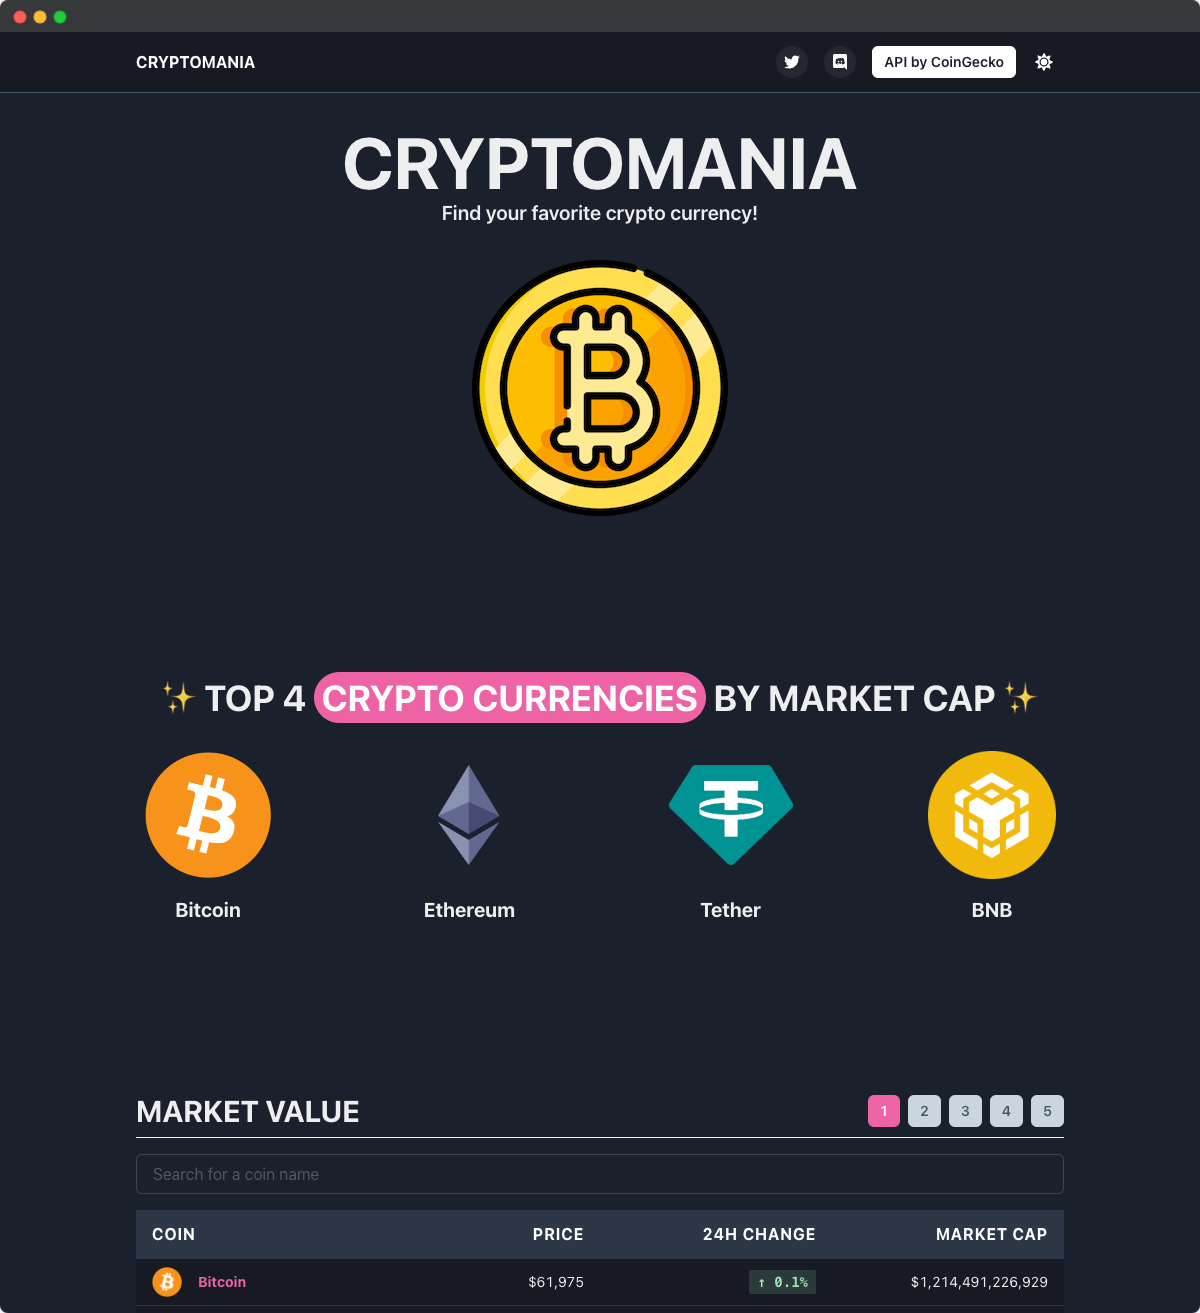 CRYPTOMANIA
API by CoinGecko
CRYPTOMANIA
Find your favorite crypto currency!
✨ TOP 4 CRYPTO CURRENCIES BY MARKET CAP ✨
Bitcoin
Ethereum
Tether
BNB
MARKET VALUE
1 2 3 4 5
Search for a coin name
COIN PRICE 24H CHANGE MARKET CAP
Bitcoin $61,975 ↑ 0.1% $1,214,491,226,929